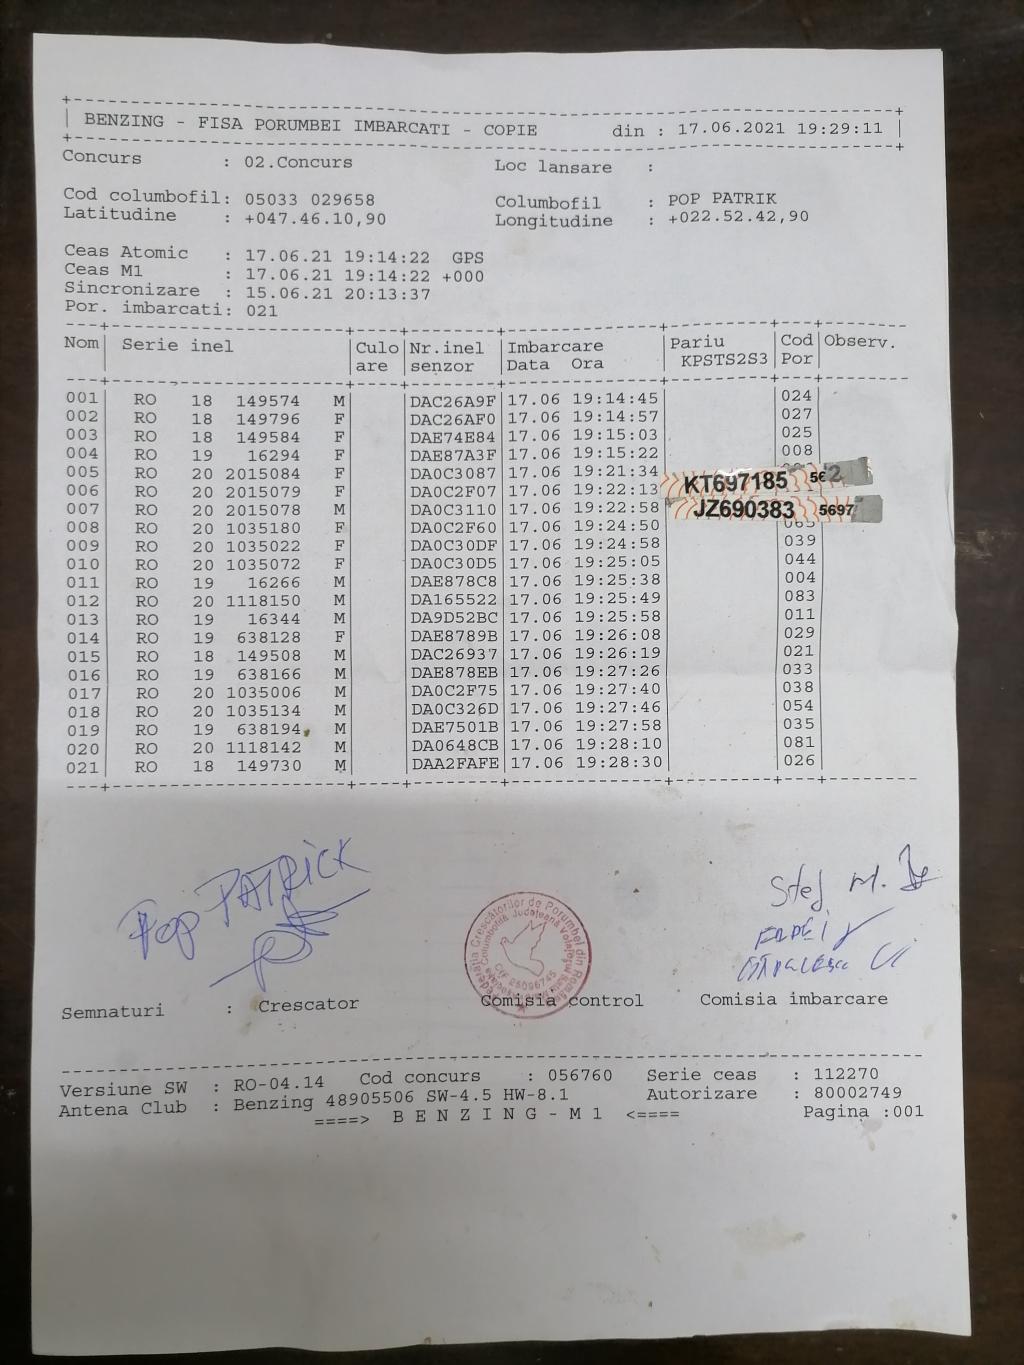 BENZING - FISA PORUMBEI IMBARCATI - COPIE din : 17.06.2021 19:29:11
Concurs : 02.Concurs Loc lansare :
Cod columbofil: 05033 029658 Columbofil : POP PATRIK
Latitudine : +047.46.10,90 Longitudine : +022.52.42,90
Ceas Atomic : 17.06.21 19:14:22 GPS
Ceas M1 : 17.06.21 19:14:22 +000
Sincronizare : 15.06.21 20:13:37
Por. imbarcati: 021
Nom Serie inel Culo Nr.inel Imbarcare Pariu Cod Observ.
are senzor Data Ora KPSTS2S3 Por
001 RO 18 149574 M DAC26A9F 17.06 19:14:45 024
002 RO 18 149796 F DAC26AF0 17.06 19:14:57 027
003 RO 18 149584 F DAE74E84 17.06 19:15:03 025
004 RO 19 16294 F DAE87A3F 17.06 19:15:22 008
005 RO 20 2015084 F DA0C3087 17.06 19:21:34
006 RO 20 2015079 F DA0C2F07 17.06 19:22:13 KT697185
007 RO 20 2015078 M DA0C3110 17.06 19:22:58 JZ690383 5697
008 RO 20 1035180 F DA0C2F60 17.06 19:24:50
009 RO 20 1035022 F DA0C30DF 17.06 19:24:58 039
010 RO 20 1035072 F DA0C30D5 17.06 19:25:05 044
011 RO 19 16266 M DAE878C8 17.06 19:25:38 004
012 RO 20 1118150 M DA165522 17.06 19:25:49 083
013 RO 19 16344 M DA9D52BC 17.06 19:25:58 011
014 RO 19 638128 F DAE8789B 17.06 19:26:08 029
015 RO 18 149508 M DAC26937 17.06 19:26:19 021
016 RO 19 638166 M DAE878EB 17.06 19:27:26 033
017 RO 20 1035006 M DA0C2F75 17.06 19:27:40 038
018 RO 20 1035134 M DA0C326D 17.06 19:27:46 054
019 RO 19 638194 M DAE7501B 17.06 19:27:58 035
020 RO 20 1118142 M DA0648CB 17.06 19:28:10 081
021 RO 18 149730 M DAA2FAFE 17.06 19:28:30 026
Pop PATRICK
Stej M.
Federația Crescătorilor de Porumbei din România
CIF 25096745
Semnaturi : Crescator Comisia control Comisia imbarcare
Versiune SW : RO-04.14 Cod concurs : 056760 Serie ceas : 112270
Antena Club : Benzing 48905506 SW-4.5 HW-8.1 Autorizare : 80002749
====> B E N Z I N G - M 1 <==== Pagina :001